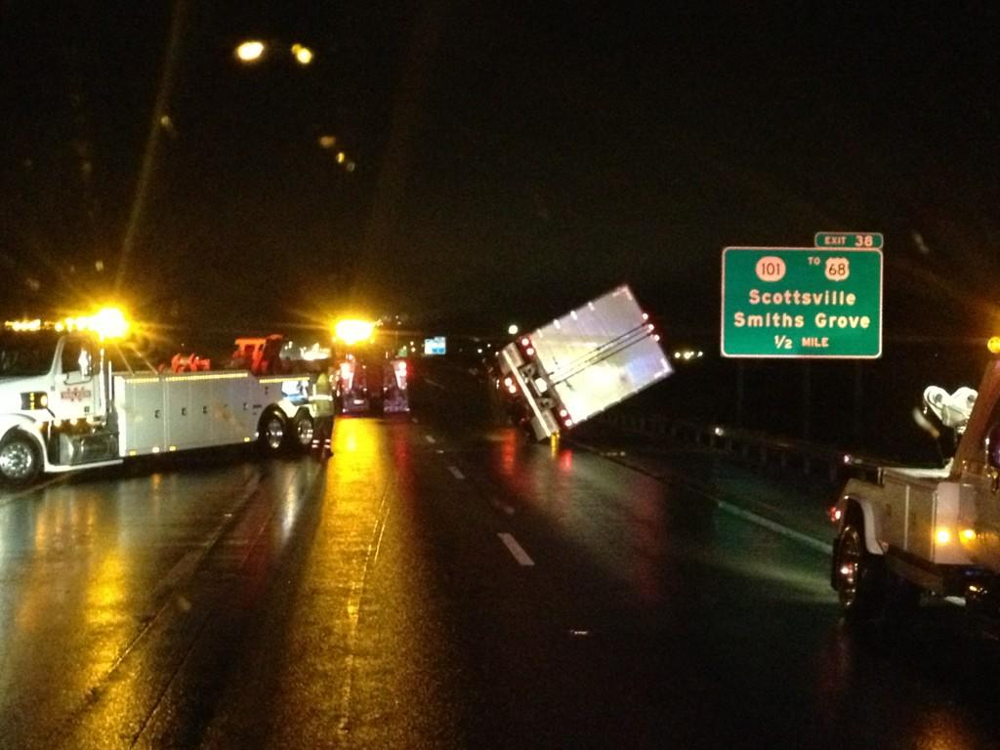 EXIT 38
101 TO 68
Scottsville
Smiths Grove
1/2 MILE